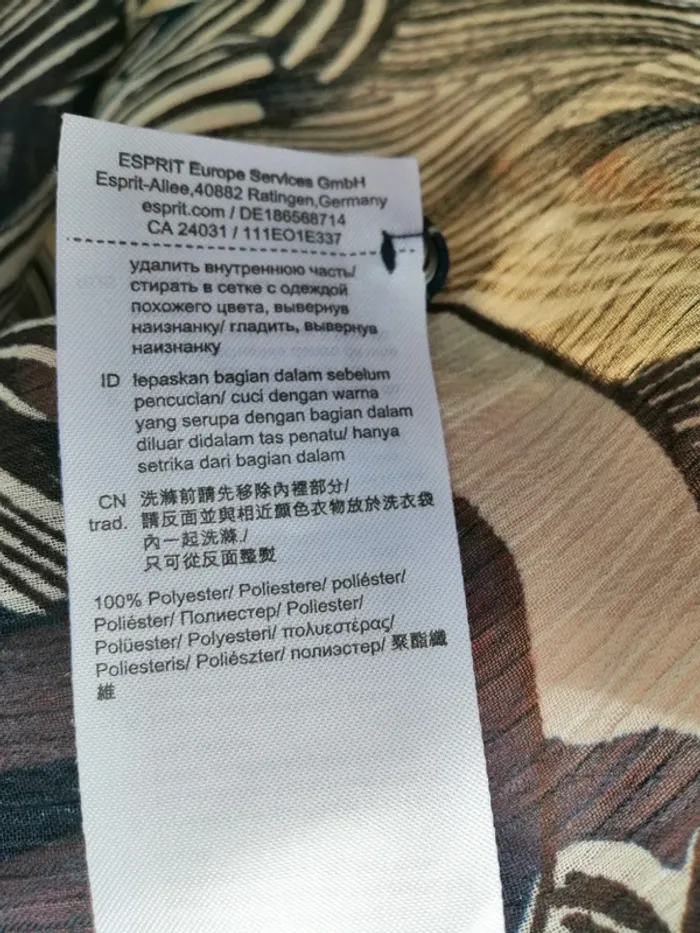 ESPRIT Europe Services GmbH
Esprit-Allee,40882 Ratingen,Germany
esprit.com / DE186568714
CA 24031 / 111EO1E337
удалить внутреннюю часть/
стирать в сетке с одеждой
похожего цвета, вывернув
наизнанку/ гладить, вывернув
наизнанку
ID lepaskan bagian dalam sebelum
pencucian/ cuci dengan warna
yang serupa dengan bagian dalam
diluar didalam tas penatu/ hanya
setrika dari bagian dalam
CN 洗滌前請先移除內裡部分/
trad. 請反面並與相近顏色衣物放於洗衣袋
內一起洗滌./
只可從反面整熨
100% Polyester/ Poliestere/ poliéster/
Poliéster/ Полиестер/ Poliester/
Polüester/ Polyesteri/ πολυεστέρας/
Poliesteris/ Poliészter/ полиэстер/ 聚酯纖
維